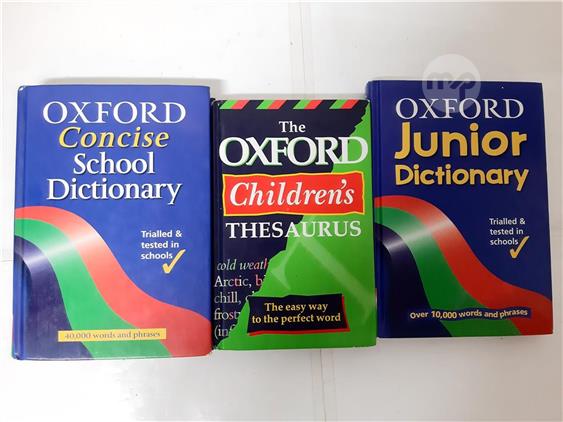 OXFORD
Concise
School
Dictionary
Trialled &
tested in
schools
40,000 words and phrases
The
OXFORD
Children's
THESAURUS
cold weath
Arctic, bi
chill, c
frost
(inf
The easy way
to the perfect word
OXFORD
Junior
Dictionary
Trialled &
tested in
schools
Over 10,000 words and phrases